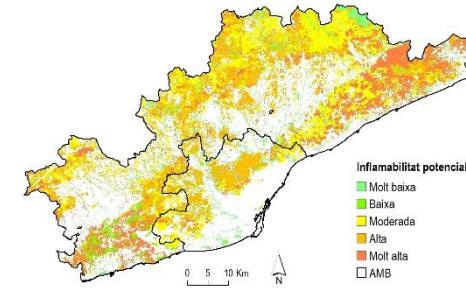 Inflamabilitat potencial
Molt baixa
Baixa
Moderada
Alta
Molt alta
AMB
0 5 10 Km
N